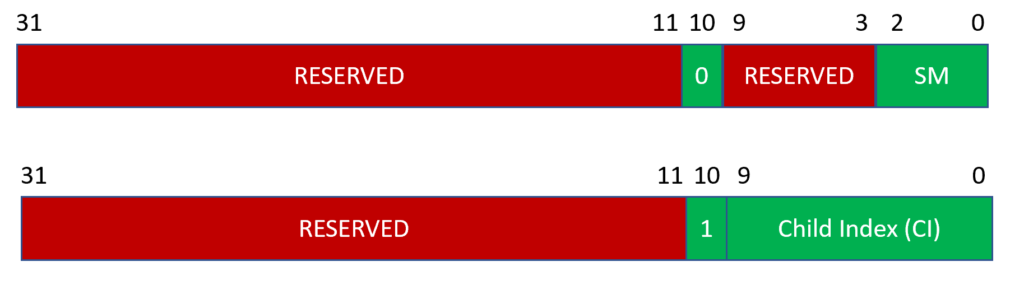 31 11 10 9 3 2 0
RESERVED 0 RESERVED SM
31 11 10 9 0
RESERVED 1 Child Index (CI)